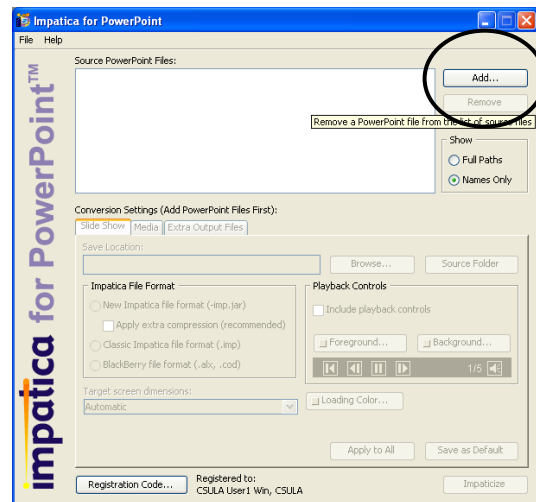 Impatica for PowerPoint
File Help
impatica for PowerPoint™
Source PowerPoint Files:
Add...
Remove
Remove a PowerPoint file from the list of source files
Show
Full Paths
Names Only
Conversion Settings (Add PowerPoint Files First):
Slide Show Media Extra Output Files
Save Location:
Browse... Source Folder
Impatica File Format
New Impatica file format (-imp.jar)
Apply extra compression (recommended)
Classic Impatica file format (.imp)
BlackBerry file format (.alx, .cod)
Playback Controls
Include playback controls
Foreground... Background...
1/5
Target screen dimensions:
Automatic
Loading Color...
Apply to All Save as Default
Registration Code...
Registered to:
CSULA User1 Win, CSULA
Impaticize